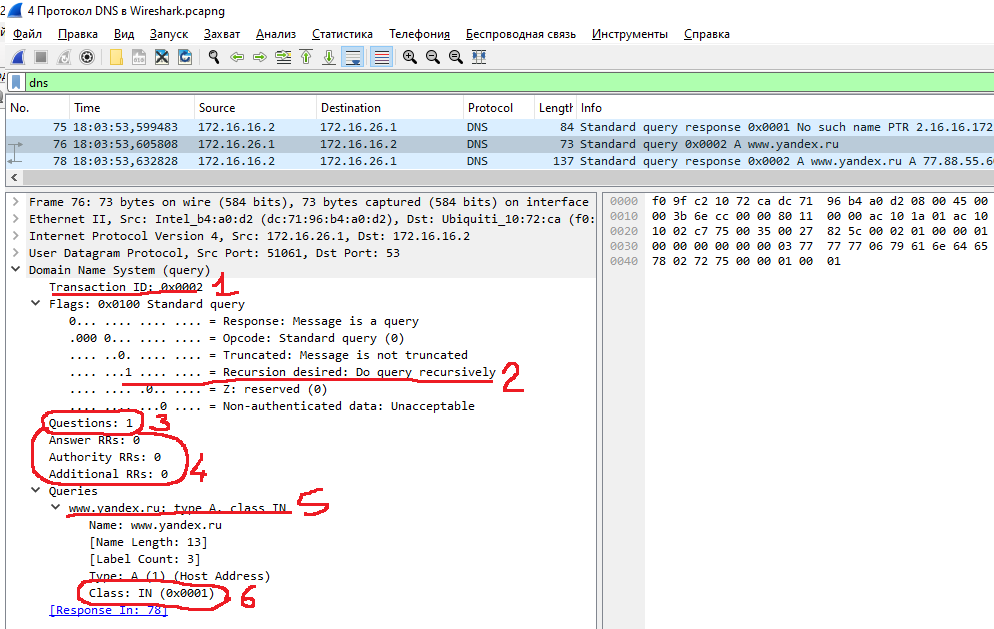 4 Протокол DNS в Wireshark.pcapng
Файл Правка Вид Запуск Захват Анализ Статистика Телефония Беспроводная связь Инструменты Справка
dns
No. Time Source Destination Protocol Length Info
75 18:03:53,599483 172.16.16.2 172.16.26.1 DNS 84 Standard query response 0x0001 No such name PTR 2.16.16.172
76 18:03:53,605808 172.16.26.1 172.16.16.2 DNS 73 Standard query 0x0002 A www.yandex.ru
78 18:03:53,632828 172.16.16.2 172.16.26.1 DNS 137 Standard query response 0x0002 A www.yandex.ru A 77.88.55.6
Frame 76: 73 bytes on wire (584 bits), 73 bytes captured (584 bits) on interface
Ethernet II, Src: Intel_b4:a0:d2 (dc:71:96:b4:a0:d2), Dst: Ubiquiti_10:72:ca (f0:
Internet Protocol Version 4, Src: 172.16.26.1, Dst: 172.16.16.2
User Datagram Protocol, Src Port: 51061, Dst Port: 53
Domain Name System (query)
Transaction ID: 0x0002 1
Flags: 0x0100 Standard query
0... .... .... .... = Response: Message is a query
.000 0... .... .... = Opcode: Standard query (0)
.... ..0. .... .... = Truncated: Message is not truncated
.... ...1 .... .... = Recursion desired: Do query recursively 2
.... .... .0.. .... = Z: reserved (0)
.... .... ...0 .... = Non-authenticated data: Unacceptable
Questions: 1 3
Answer RRs: 0
Authority RRs: 0
Additional RRs: 0 4
Queries
www.yandex.ru: type A, class IN 5
Name: www.yandex.ru
[Name Length: 13]
[Label Count: 3]
Type: A (1) (Host Address)
Class: IN (0x0001) 6
[Response In: 78]
0000 f0 9f c2 10 72 ca dc 71 96 b4 a0 d2 08 00 45 00
0010 00 3b 6e cc 00 00 80 11 00 00 ac 10 1a 01 ac 10
0020 10 02 c7 75 00 35 00 27 82 5c 00 02 01 00 00 01
0030 00 00 00 00 00 00 03 77 77 77 06 79 61 6e 64 65
0040 78 02 72 75 00 00 01 00 01